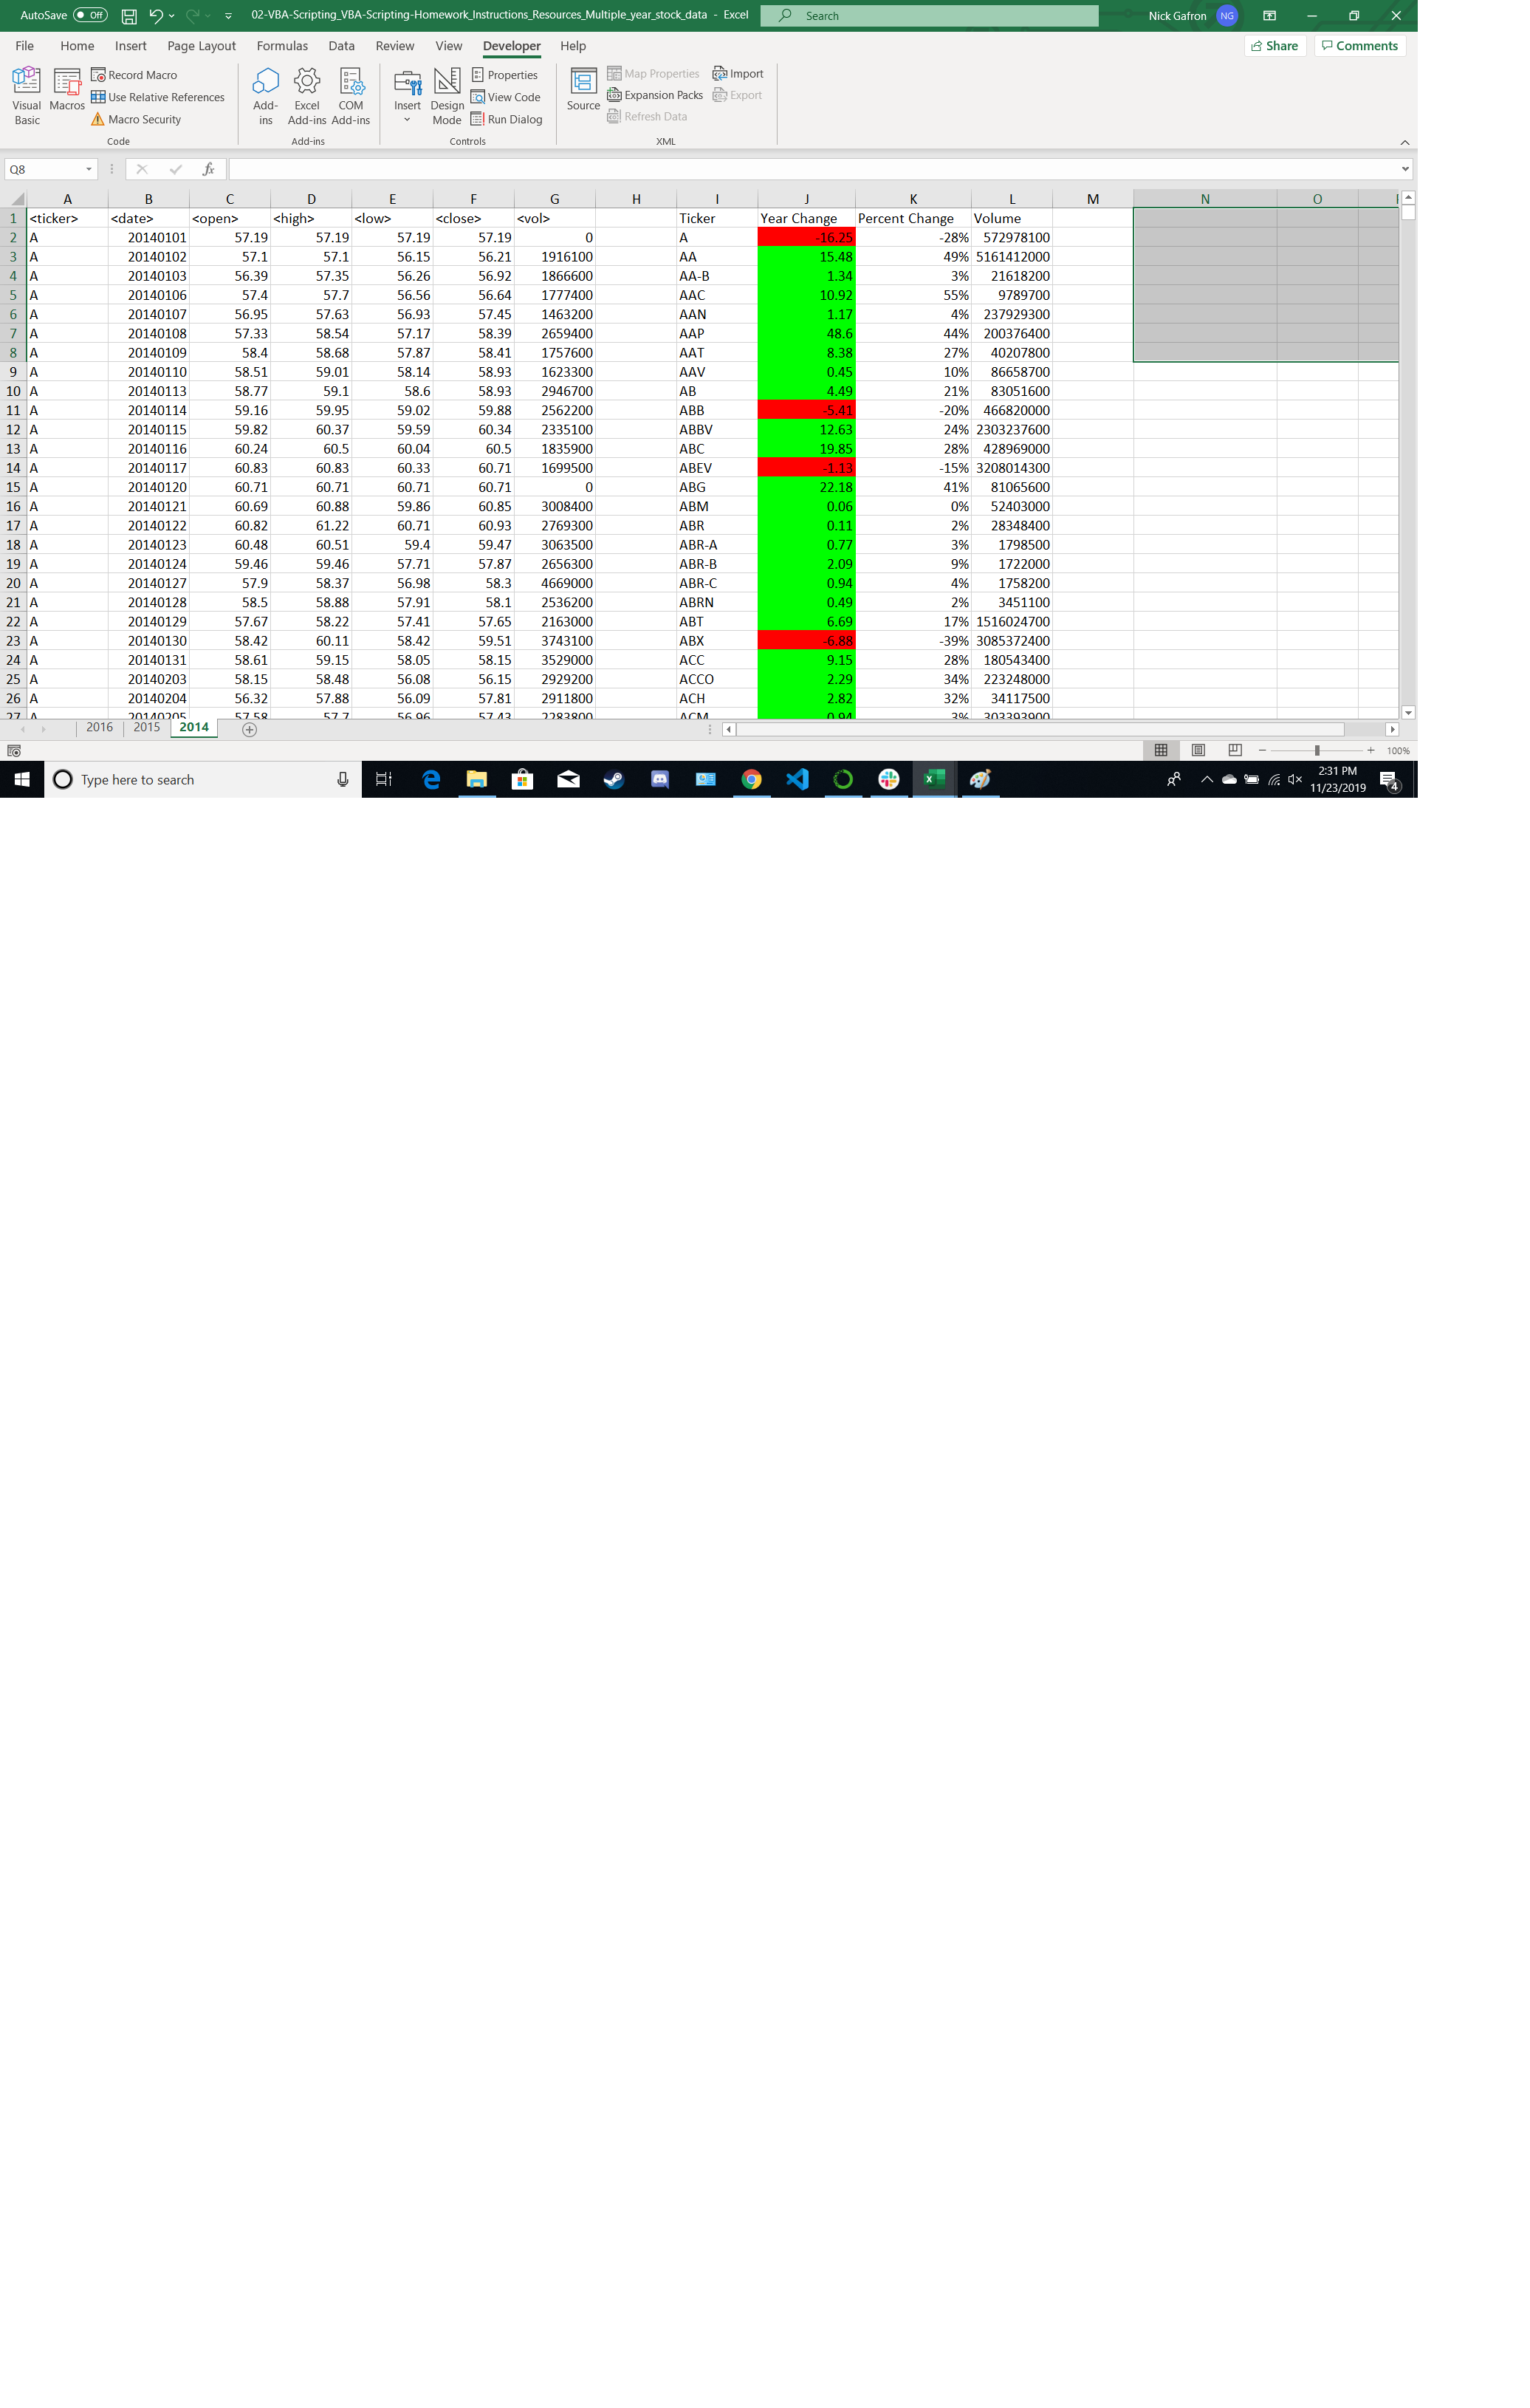 AutoSave Off 02-VBA-Scripting_VBA-Scripting-Homework_Instructions_Resources_Multiple_year_stock_data - Excel Search Nick Gafron NG
File Home Insert Page Layout Formulas Data Review View Developer Help Share Comments
Visual Basic Macros Record Macro Use Relative References Macro Security Add-ins Excel Add-ins COM Add-ins Insert Design Mode Properties View Code Run Dialog Source Map Properties Expansion Packs Refresh Data Import Export
Code Add-ins Controls XML
Q8 fx
A B C D E F G H I J K L M N O
1 <ticker> <date> <open> <high> <low> <close> <vol> Ticker Year Change Percent Change Volume
2 A 20140101 57.19 57.19 57.19 57.19 0 A -16.25 -28% 572978100
3 A 20140102 57.1 57.1 56.15 56.21 1916100 AA 15.48 49% 5161412000
4 A 20140103 56.39 57.35 56.26 56.92 1866600 AA-B 1.34 3% 21618200
5 A 20140106 57.4 57.7 56.56 56.64 1777400 AAC 10.92 55% 9789700
6 A 20140107 56.95 57.63 56.93 57.45 1463200 AAN 1.17 4% 237929300
7 A 20140108 57.33 58.54 57.17 58.39 2659400 AAP 48.6 44% 200376400
8 A 20140109 58.4 58.68 57.87 58.41 1757600 AAT 8.38 27% 40207800
9 A 20140110 58.51 59.01 58.14 58.93 1623300 AAV 0.45 10% 86658700
10 A 20140113 58.77 59.1 58.6 58.93 2946700 AB 4.49 21% 83051600
11 A 20140114 59.16 59.95 59.02 59.88 2562200 ABB -5.41 -20% 466820000
12 A 20140115 59.82 60.37 59.59 60.34 2335100 ABBV 12.63 24% 2303237600
13 A 20140116 60.24 60.5 60.04 60.5 1835900 ABC 19.85 28% 428969000
14 A 20140117 60.83 60.83 60.33 60.71 1699500 ABEV -1.13 -15% 3208014300
15 A 20140120 60.71 60.71 60.71 60.71 0 ABG 22.18 41% 81065600
16 A 20140121 60.69 60.88 59.86 60.85 3008400 ABM 0.06 0% 52403000
17 A 20140122 60.82 61.22 60.71 60.93 2769300 ABR 0.11 2% 28348400
18 A 20140123 60.48 60.51 59.4 59.47 3063500 ABR-A 0.77 3% 1798500
19 A 20140124 59.46 59.46 57.71 57.87 2656300 ABR-B 2.09 9% 1722000
20 A 20140127 57.9 58.37 56.98 58.3 4669000 ABR-C 0.94 4% 1758200
21 A 20140128 58.5 58.88 57.91 58.1 2536200 ABRN 0.49 2% 3451100
22 A 20140129 57.67 58.22 57.41 57.65 2163000 ABT 6.69 17% 1516024700
23 A 20140130 58.42 60.11 58.42 59.51 3743100 ABX -6.88 -39% 3085372400
24 A 20140131 58.61 59.15 58.05 58.15 3529000 ACC 9.15 28% 180543400
25 A 20140203 58.15 58.48 56.08 56.15 2929200 ACCO 2.29 34% 223248000
26 A 20140204 56.32 57.88 56.09 57.81 2911800 ACH 2.82 32% 34117500
27 A 20140205 57.58 57.7 56.96 57.43 2283800 ACM 0.94 3% 303393900
2016 2015 2014
100%
Type here to search 2:31 PM
11/23/2019 4